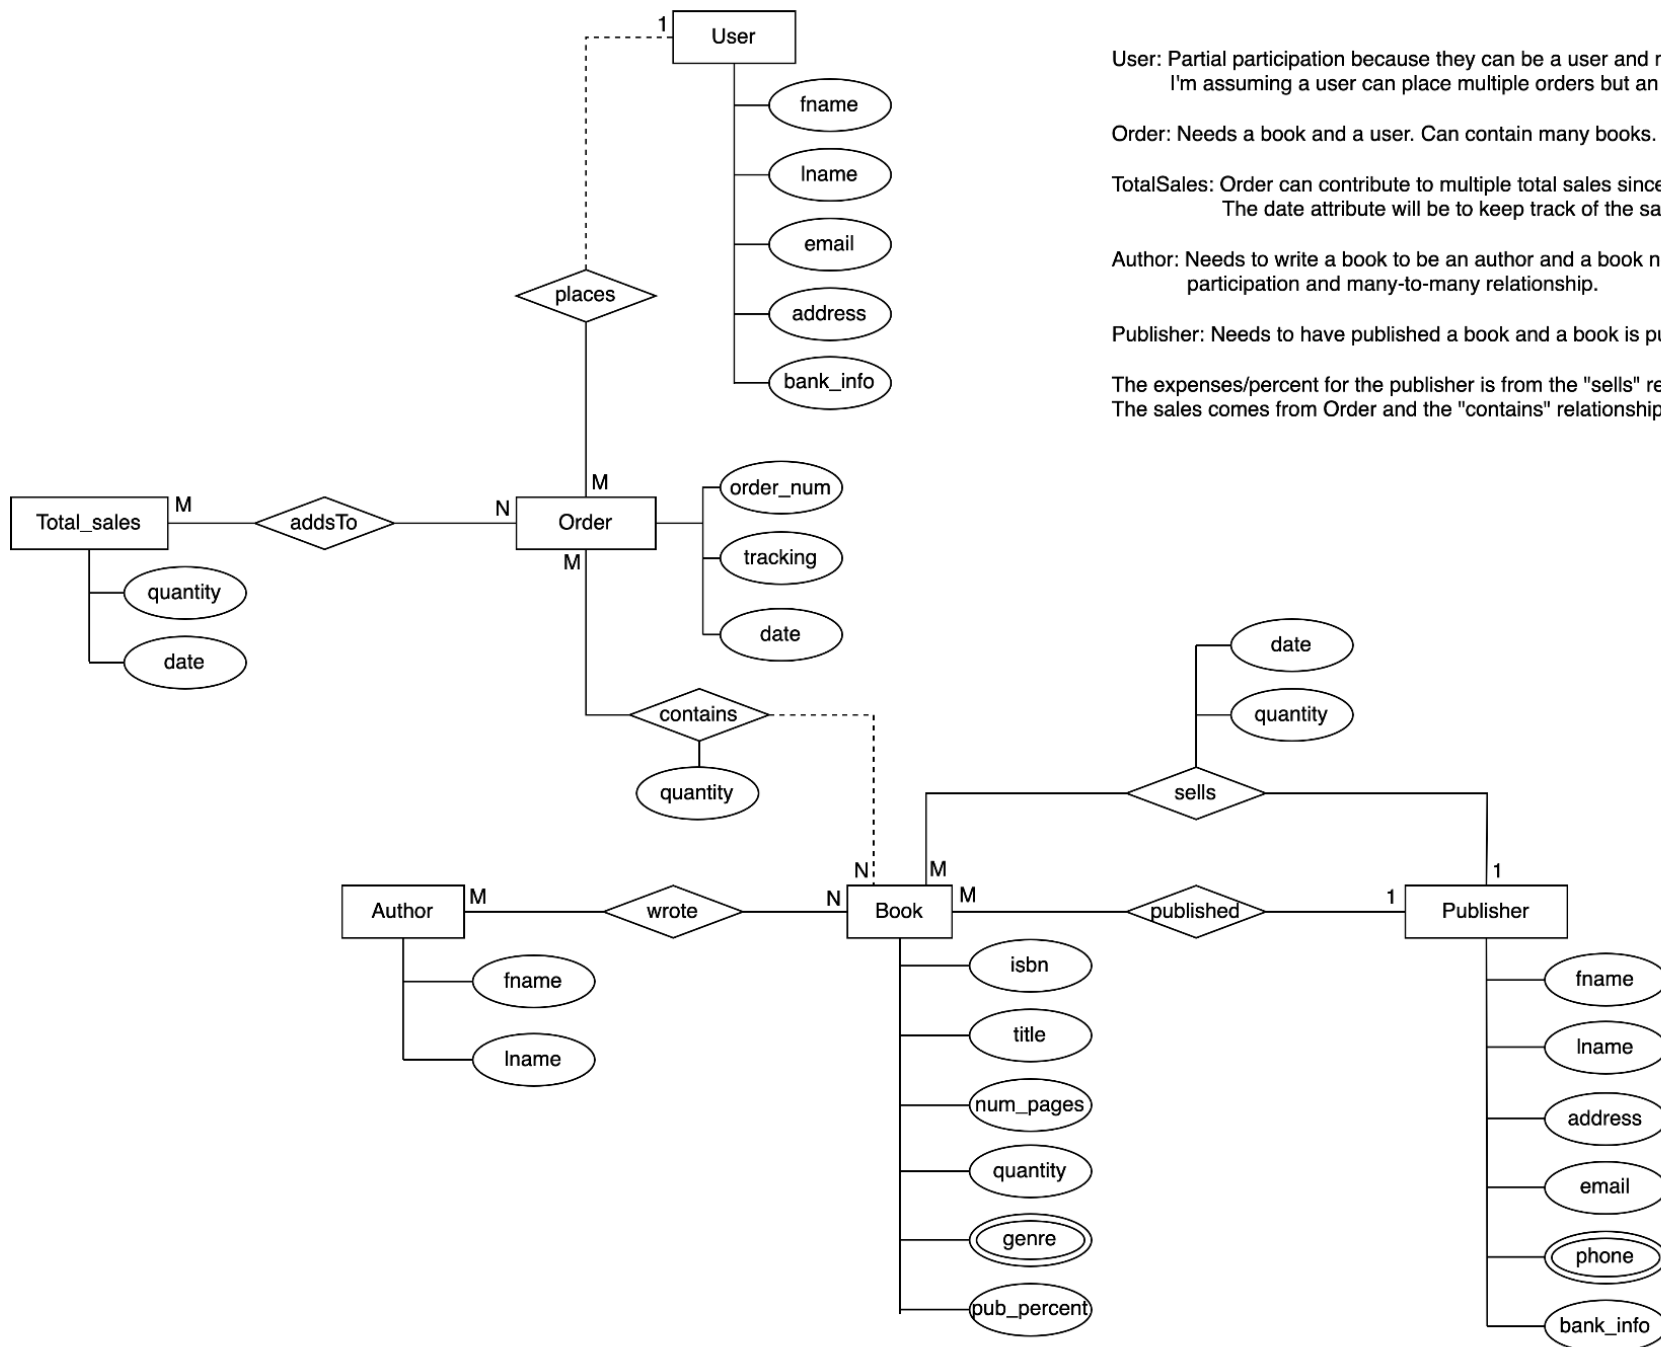 1
User
fname
lname
email
address
bank_info
places
M
User: Partial participation because they can be a user and
I'm assuming a user can place multiple orders but an
Order: Needs a book and a user. Can contain many books.
TotalSales: Order can contribute to multiple total sales since
The date attribute will be to keep track of the
Author: Needs to write a book to be an author and a book
participation and many-to-many relationship.
Publisher: Needs to have published a book and a book is
The expenses/percent for the publisher is from the "sells"
The sales comes from Order and the "contains" relationship
Total_sales
M
addsTo
N
Order
M
quantity
date
order_num
tracking
date
contains
quantity
date
quantity
sells
N
M
1
Author
M
wrote
N
Book
M
published
1
Publisher
fname
lname
isbn
title
num_pages
quantity
genre
pub_percent
fname
lname
address
email
phone
bank_info